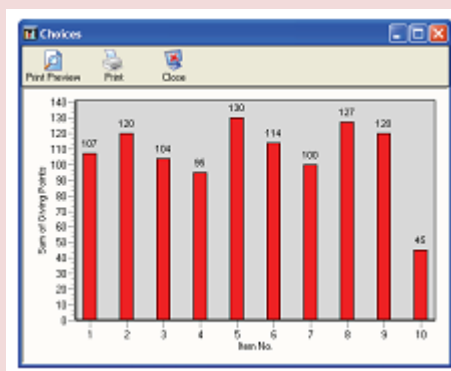 Choices
Print Preview Print Close
140
130
120
110
100
90
80
70
60
50
40
30
20
10
0
107 120 104 95 130 114 100 127 120 45
1 2 3 4 5 6 7 8 9 10
Sum of Giving Points
Item No.